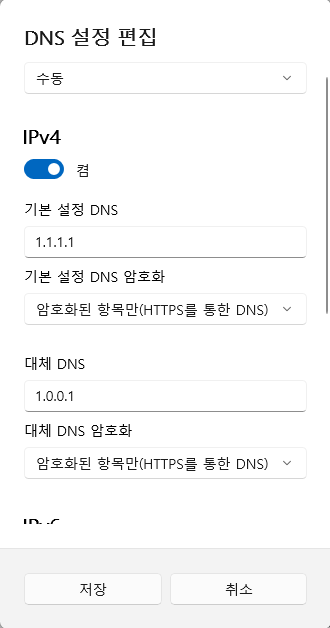 DNS 설정 편집
수동
IPv4
켬
기본 설정 DNS
1.1.1.1
기본 설정 DNS 암호화
암호화된 항목만(HTTPS를 통한 DNS)
대체 DNS
1.0.0.1
대체 DNS 암호화
암호화된 항목만(HTTPS를 통한 DNS)
IPv6
저장
취소